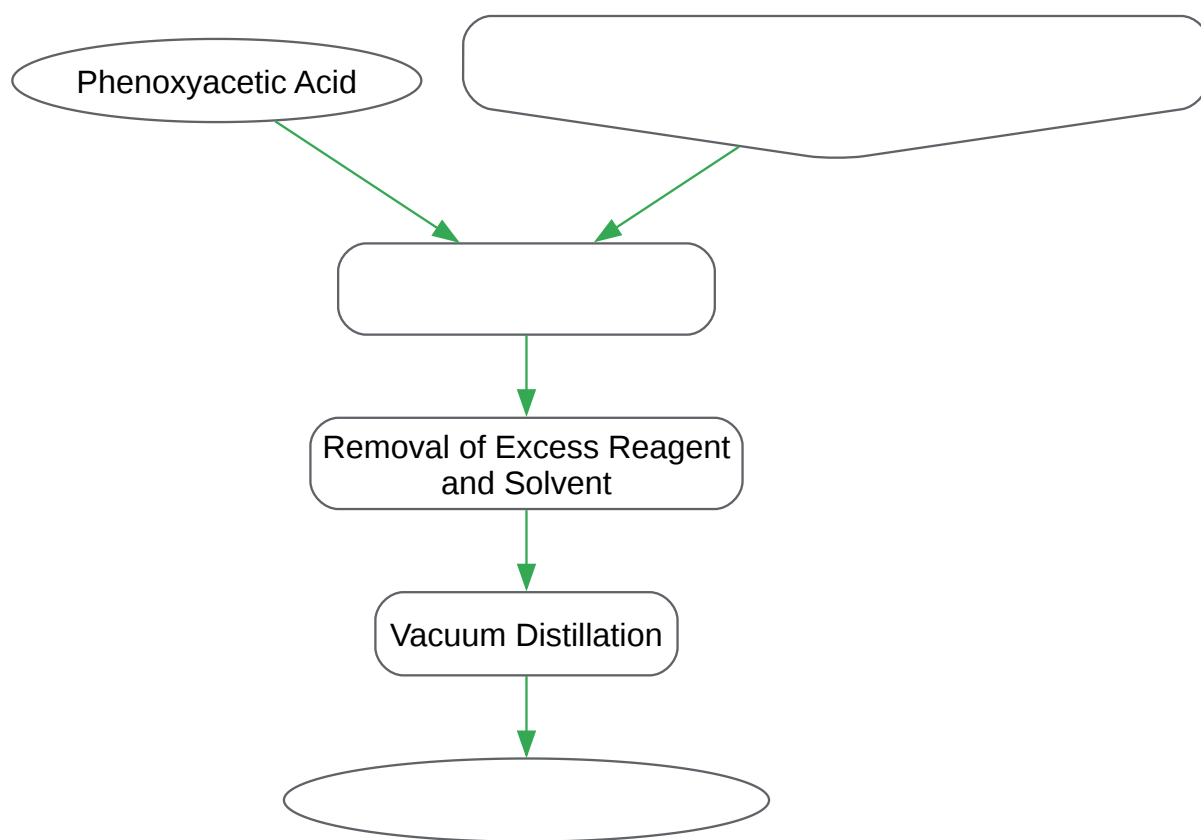 Phenoxyacetic Acid
Removal of Excess Reagent
and Solvent
Vacuum Distillation